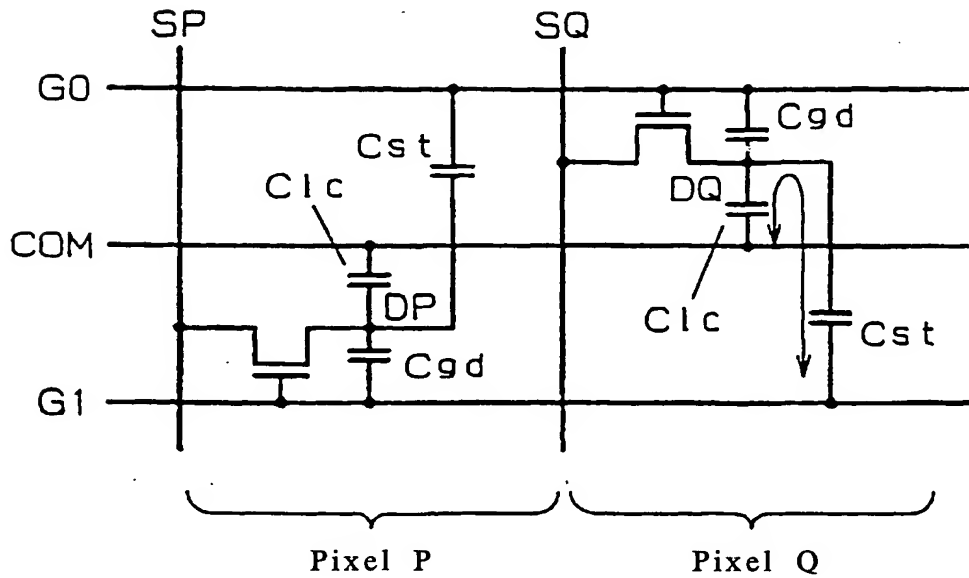 SP SQ
G0
Cst Cgd
Clc
DQ
COM
DP
Clc
Cgd Cst
G1
Pixel P Pixel Q